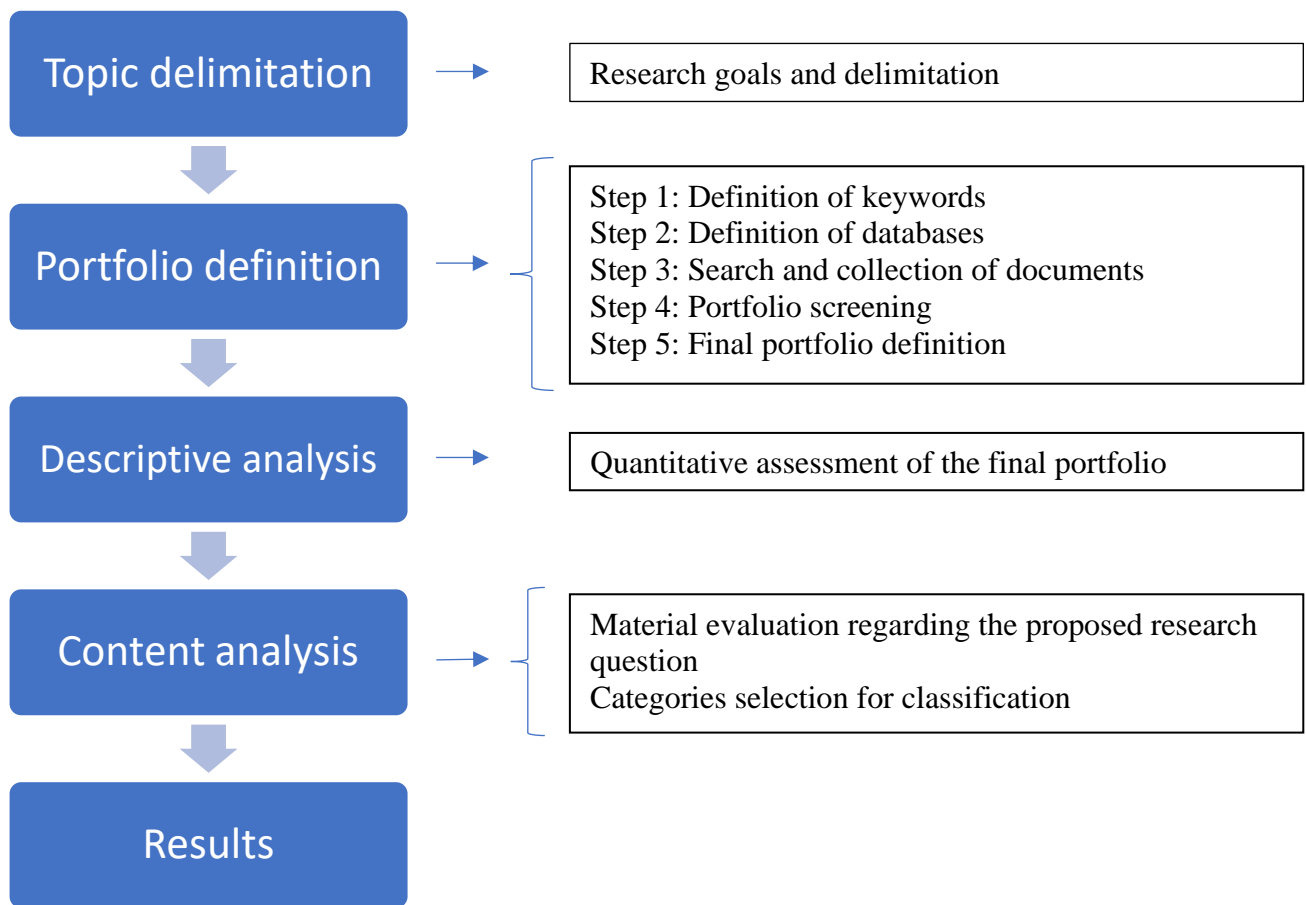 Topic delimitation
Research goals and delimitation
Portfolio definition
Step 1: Definition of keywords
Step 2: Definition of databases
Step 3: Search and collection of documents
Step 4: Portfolio screening
Step 5: Final portfolio definition
Descriptive analysis
Quantitative assessment of the final portfolio
Content analysis
Material evaluation regarding the proposed research
question
Categories selection for classification
Results